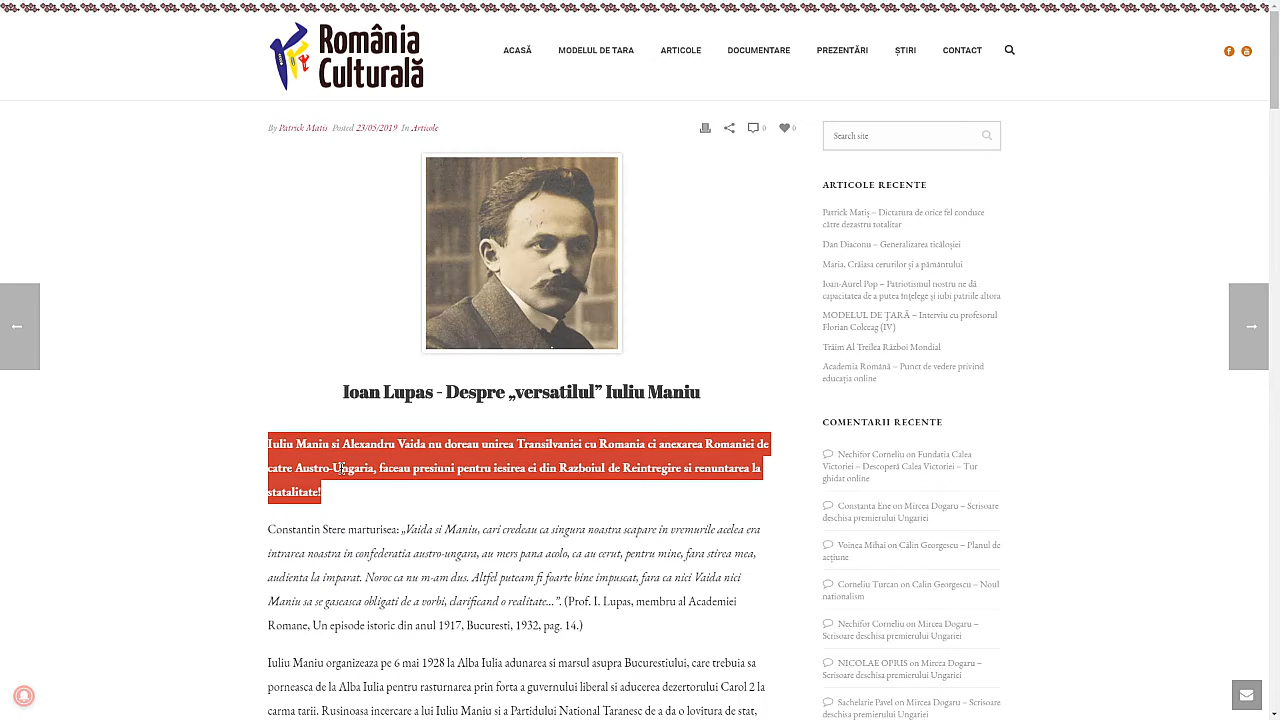 România
Culturală
ACASĂ
MODELUL DE TARA
ARTICOLE
DOCUMENTARE
PREZENTĂRI
ȘTIRI
CONTACT
By Patrick Matis Posted 23/05/2019 In Articole
0
0
Ioan Lupas - Despre „versatilul” Iuliu Maniu
Iuliu Maniu si Alexandru Vaida nu doreau unirea Transilvaniei cu Romania ci anexarea Romaniei de
catre Austro-Ungaria, faceau presiuni pentru iesirea ei din Razboiul de Reintregire si renuntarea la
statalitate!
Constantin Stere marturisea: „Vaida si Maniu, cari credeau ca singura noastra scapare în vremurile acelea era
intrarea noastra in confederatia austro-ungara, au mers pana acolo, ca au cerut, pentru mine, fara stirea mea,
audienta la imparat. Noroc ca nu m-am dus. Altfel puteam fi foarte bine impuscat, fara ca nici Vaida nici
Maniu sa se gaseasca obligati de a vorbi, clarificand o realitate… ”. (Prof. I. Lupas, membru al Academiei
Romane, Un episode istoric din anul 1917, Bucuresti, 1932, pag. 14.)
Iuliu Maniu organizeaza pe 6 mai 1928 la Alba Iulia adunarea si marsul asupra Bucurestiului, care trebuia sa
porneasca de la Alba Iulia pentru rasturnarea prin forta a guvernului liberal si aducerea dezertorului Carol 2 la
tarii. Rusinoasa incercare a lui Iuliu Maniu si a Partidului National Taranesc de a da o lovitura de stat,
Search site
ARTICOLE RECENTE
Patrick Matiș – Dictatura de orice fel conduce
către dezastru totalitar
Dan Diaconu – Generalizarea ticăloșiei
Maria, Crăiasa cerurilor și a pământului
Ioan-Aurel Pop – Patriotismul nostru ne dă
capacitatea de a putea înțelege și iubi patriile altora
MODELUL DE ȚARĂ – Interviu cu profesorul
Florian Colceag (IV)
Trăim Al Treilea Război Mondial
Academia Română – Punct de vedere privind
educația online
COMENTARII RECENTE
Nechifor Corneliu on Fundatia Calea
Victoriei – Descoperă Calea Victoriei – Tur
ghidat online
Constanta Ene on Mircea Dogaru – Scrisoare
deschisa premierului Ungariei
Voinea Mihai on Călin Georgescu – Planul de
acțiune
Corneliu Turcan on Calin Georgescu – Noul
nationalism
Nechifor Corneliu on Mircea Dogaru –
Scrisoare deschisa premierului Ungariei
NICOLAE OPRIS on Mircea Dogaru –
Scrisoare deschisa premierului Ungariei
Sachelarie Pavel on Mircea Dogaru – Scrisoare
deschisa premierului Ungariei